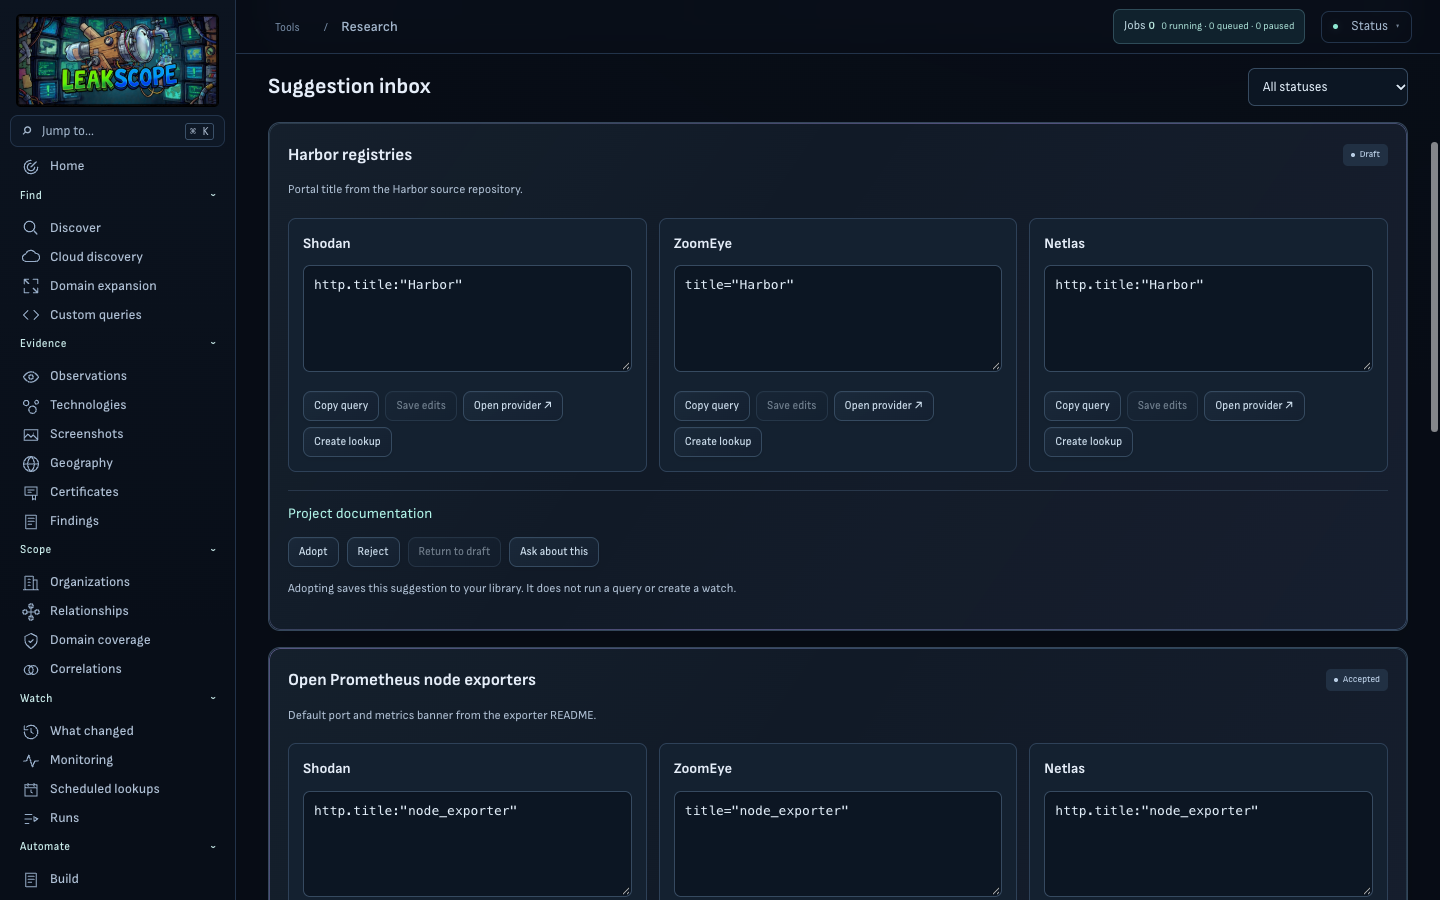 LEAKSCOPE
Jump to...
⌘ K
Home
Find
Discover
Cloud discovery
Domain expansion
Custom queries
Evidence
Observations
Technologies
Screenshots
Geography
Certificates
Findings
Scope
Organizations
Relationships
Domain coverage
Correlations
Watch
What changed
Monitoring
Scheduled lookups
Runs
Automate
Build
Tools / Research
Jobs 0 0 running · 0 queued · 0 paused
Status
Suggestion inbox
All statuses
Harbor registries
Draft
Portal title from the Harbor source repository.
Shodan
http.title:"Harbor"
Copy query Save edits Open provider ↗
Create lookup
ZoomEye
title="Harbor"
Copy query Save edits Open provider ↗
Create lookup
Netlas
http.title:"Harbor"
Copy query Save edits Open provider ↗
Create lookup
Project documentation
Adopt Reject Return to draft Ask about this
Adopting saves this suggestion to your library. It does not run a query or create a watch.
Open Prometheus node exporters
Accepted
Default port and metrics banner from the exporter README.
Shodan
http.title:"node_exporter"
ZoomEye
title="node_exporter"
Netlas
http.title:"node_exporter"